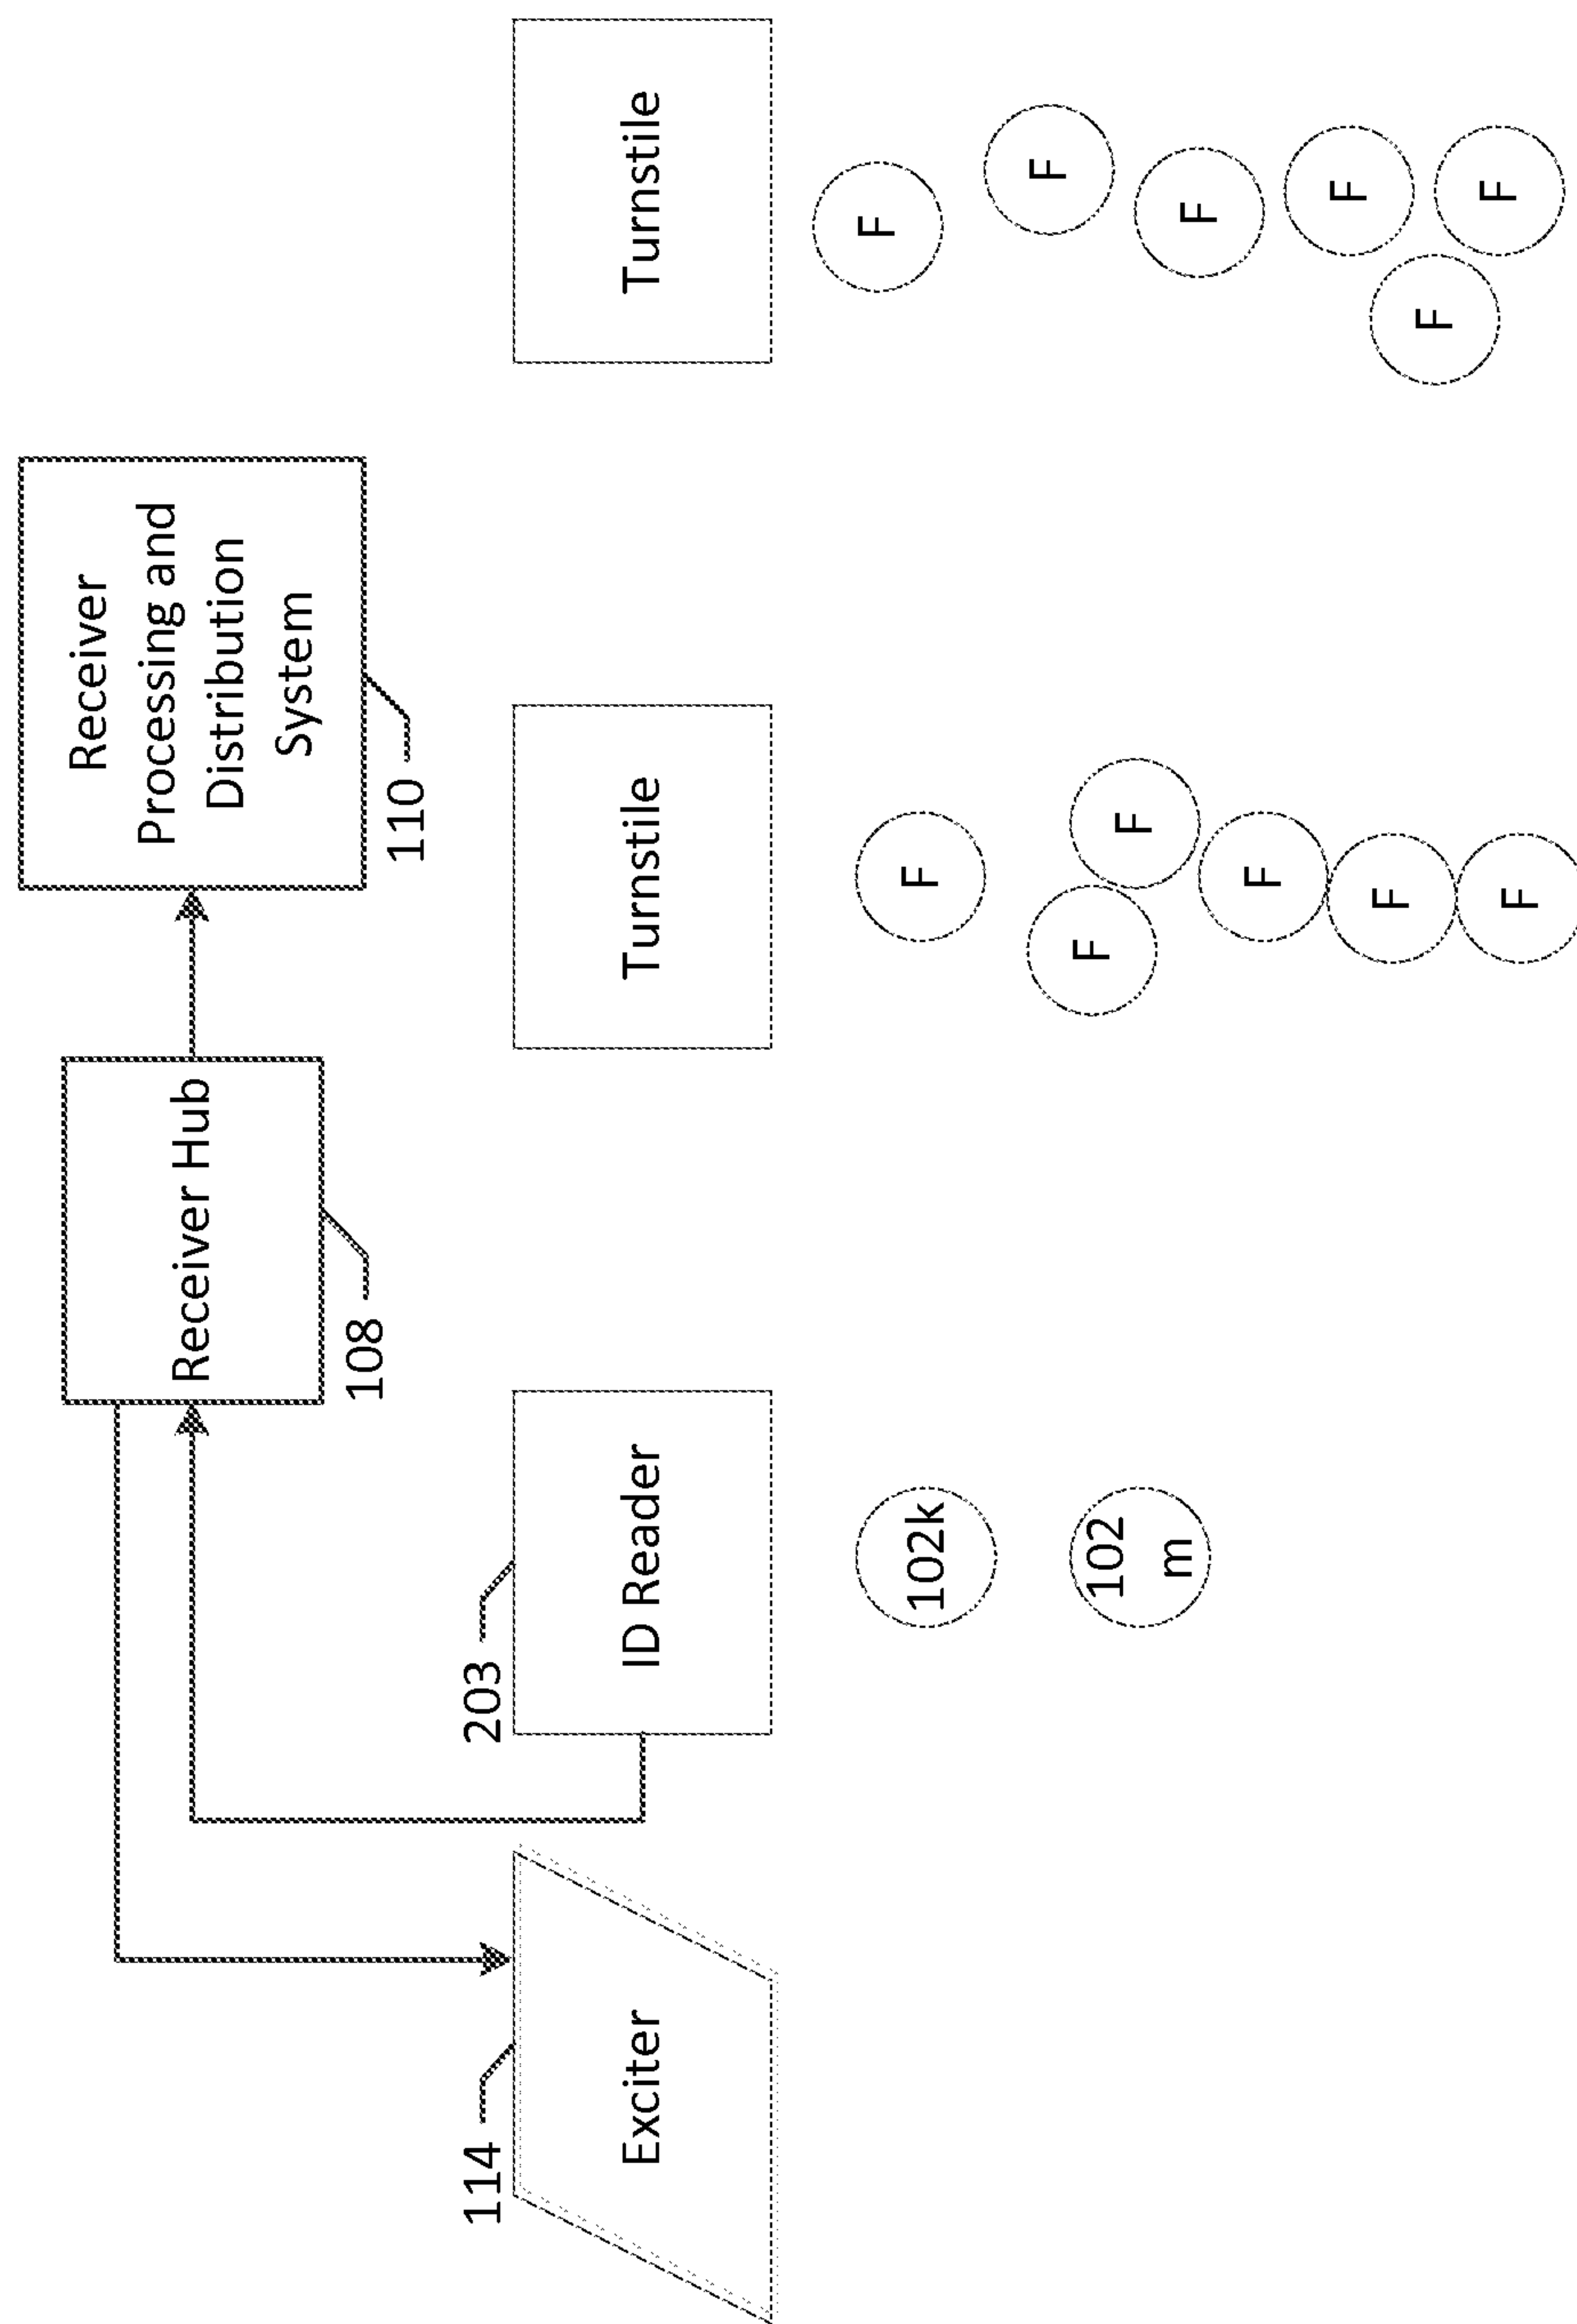 Receiver Hub
Receiver
Processing and
Distribution
System
108
110
114
203
Exciter
ID Reader
Turnstile
Turnstile
102k
102
m
F
F
F
F
F
F
F
F
F
F
F
F